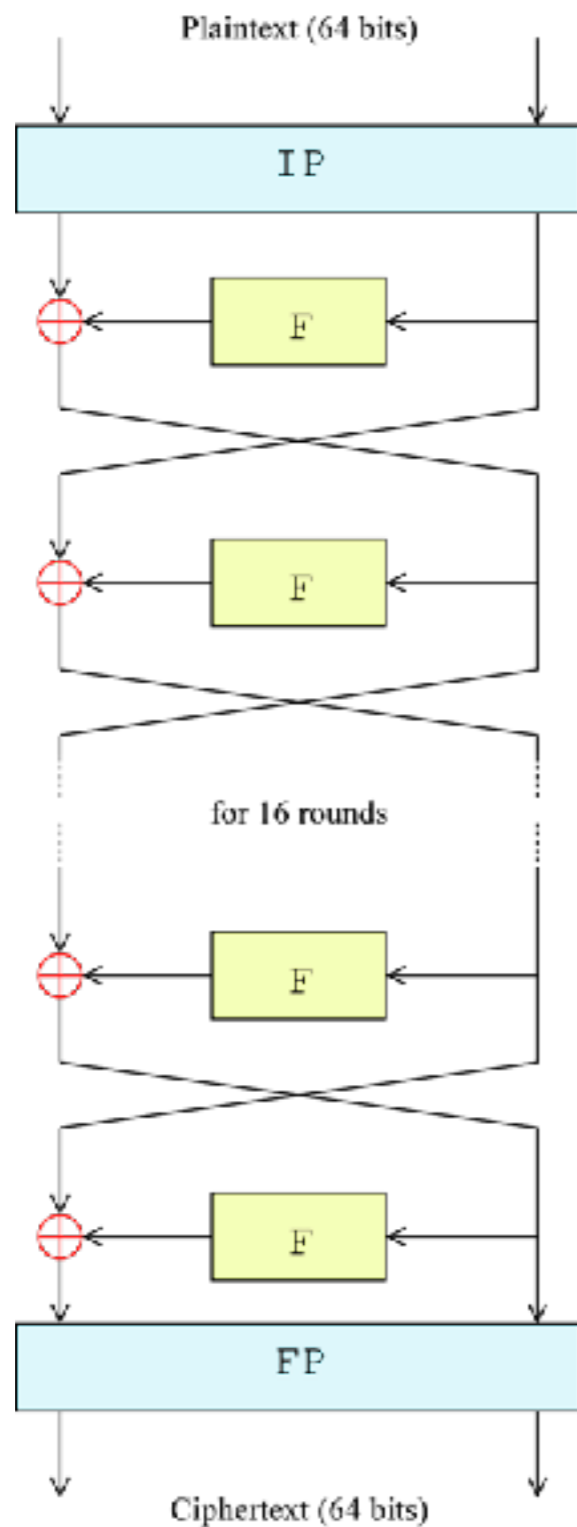 Plaintext (64 bits)
IP
F
F
for 16 rounds
F
F
FP
Ciphertext (64 bits)